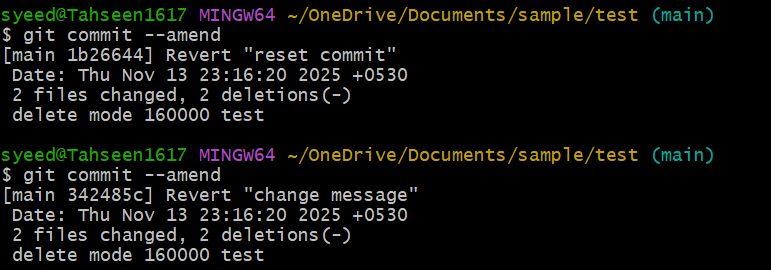 syeed@Tahseen1617 MINGW64 ~/OneDrive/Documents/sample/test (main)
$ git commit --amend
[main 1b26644] Revert "reset commit"
 Date: Thu Nov 13 23:16:20 2025 +0530
 2 files changed, 2 deletions(-)
 delete mode 160000 test

syeed@Tahseen1617 MINGW64 ~/OneDrive/Documents/sample/test (main)
$ git commit --amend
[main 342485c] Revert "change message"
 Date: Thu Nov 13 23:16:20 2025 +0530
 2 files changed, 2 deletions(-)
 delete mode 160000 test